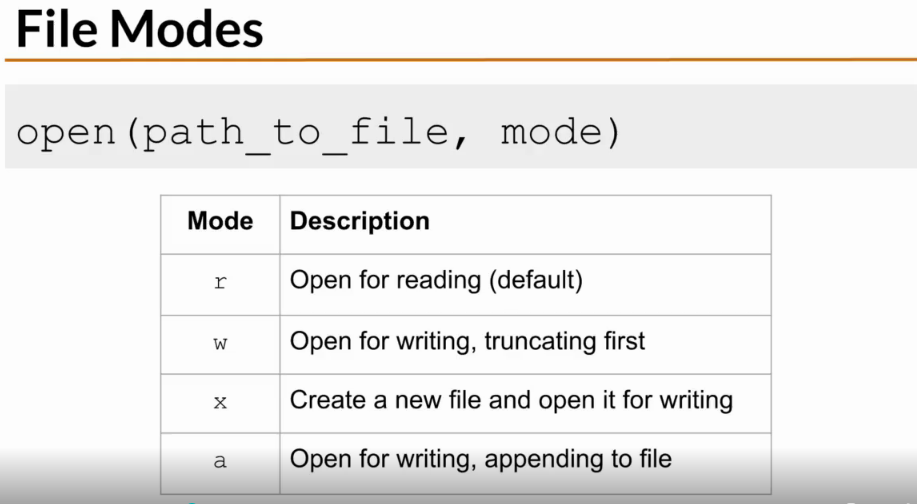 File Modes
open(path_to_file, mode)
Mode Description
r Open for reading (default)
w Open for writing, truncating first
x Create a new file and open it for writing
a Open for writing, appending to file